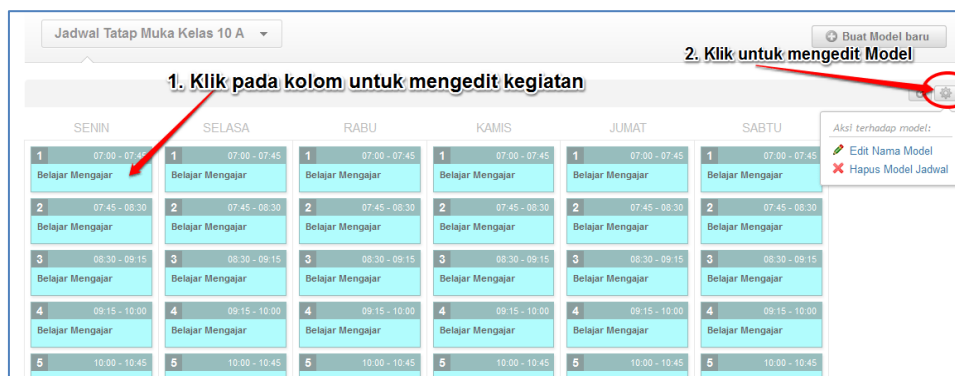 Jadwal Tatap Muka Kelas 10 A
Buat Model baru
2. Klik untuk mengedit Model
1. Klik pada kolom untuk mengedit kegiatan
SENIN SELASA RABU KAMIS JUMAT SABTU
Aksi terhadap model:
Edit Nama Model
Hapus Model Jadwal
1 07:00 - 07:45 1 07:00 - 07:45 1 07:00 - 07:45 1 07:00 - 07:45 1 07:00 - 07:45 1 07:00 - 07:45
Belajar Mengajar Belajar Mengajar Belajar Mengajar Belajar Mengajar Belajar Mengajar Belajar Mengajar
2 07:45 - 08:30 2 07:45 - 08:30 2 07:45 - 08:30 2 07:45 - 08:30 2 07:45 - 08:30 2 07:45 - 08:30
Belajar Mengajar Belajar Mengajar Belajar Mengajar Belajar Mengajar Belajar Mengajar Belajar Mengajar
3 08:30 - 09:15 3 08:30 - 09:15 3 08:30 - 09:15 3 08:30 - 09:15 3 08:30 - 09:15 3 08:30 - 09:15
Belajar Mengajar Belajar Mengajar Belajar Mengajar Belajar Mengajar Belajar Mengajar Belajar Mengajar
4 09:15 - 10:00 4 09:15 - 10:00 4 09:15 - 10:00 4 09:15 - 10:00 4 09:15 - 10:00 4 09:15 - 10:00
Belajar Mengajar Belajar Mengajar Belajar Mengajar Belajar Mengajar Belajar Mengajar Belajar Mengajar
5 10:00 - 10:45 5 10:00 - 10:45 5 10:00 - 10:45 5 10:00 - 10:45 5 10:00 - 10:45 5 10:00 - 10:45